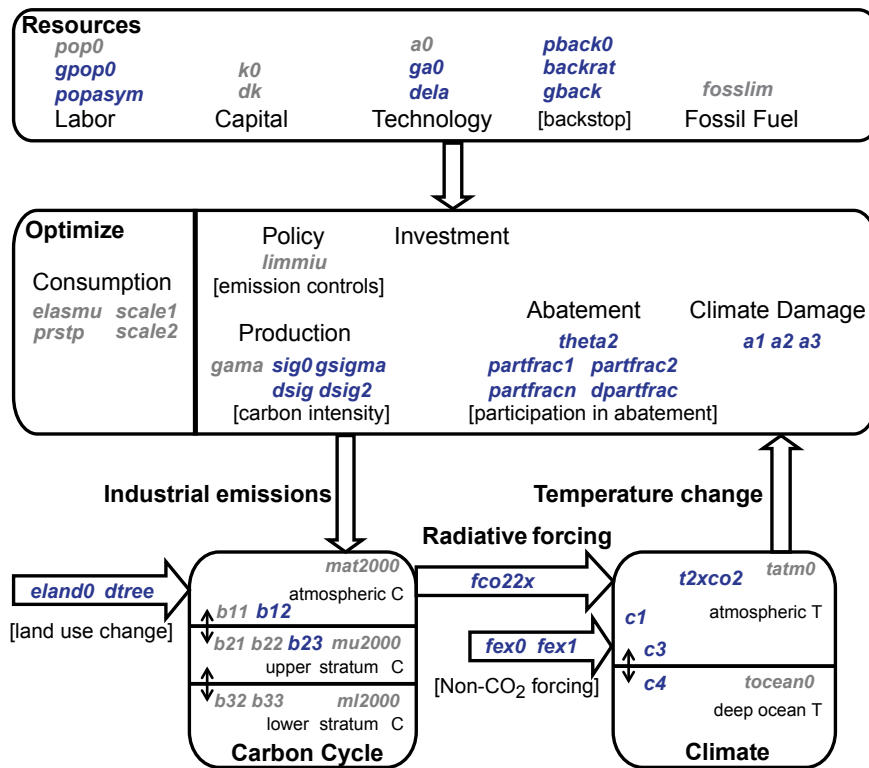 Resources
pop0
gpop0
popasym
Labor
k0
dk
Capital
a0
ga0
dela
Technology
pback0
backrat
gback
[backstop]
fosslim
Fossil Fuel
Optimize
Consumption
elasmu scale1
prstp scale2
Policy
limmiu
[emission controls]
Investment
Production
gama sig0 gsigma
dsig dsig2
[carbon intensity]
Abatement
theta2
partfrac1 partfrac2
partfracn dpartfrac
[participation in abatement]
Climate Damage
a1 a2 a3
Industrial emissions
Temperature change
Radiative forcing
eland0 dtree
[land use change]
mat2000
atmospheric C
b11 b12
b21 b22 b23 mu2000
upper stratum C
b32 b33 ml2000
lower stratum C
Carbon Cycle
fco22x
fex0 fex1
[Non-CO2 forcing]
t2xco2 tatm0
c1
atmospheric T
c3
c4 tocean0
deep ocean T
Climate